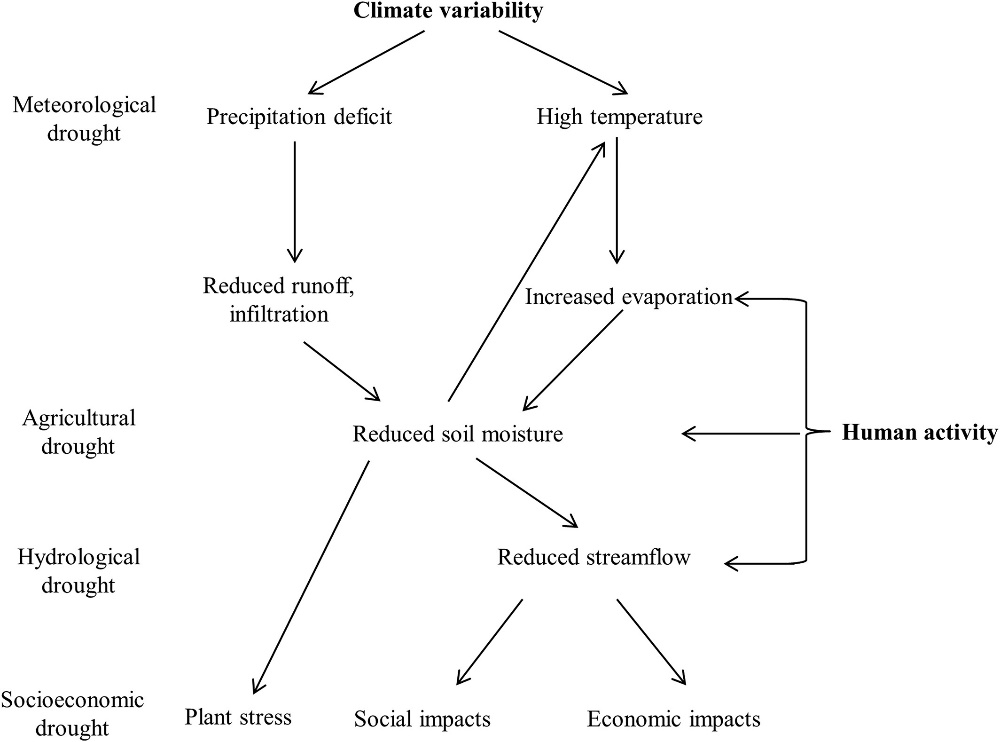 Climate variability
Meteorological
drought
Precipitation deficit
High temperature
Reduced runoff,
infiltration
Increased evaporation
Agricultural
drought
Reduced soil moisture
Human activity
Hydrological
drought
Reduced streamflow
Socioeconomic
drought
Plant stress
Social impacts
Economic impacts